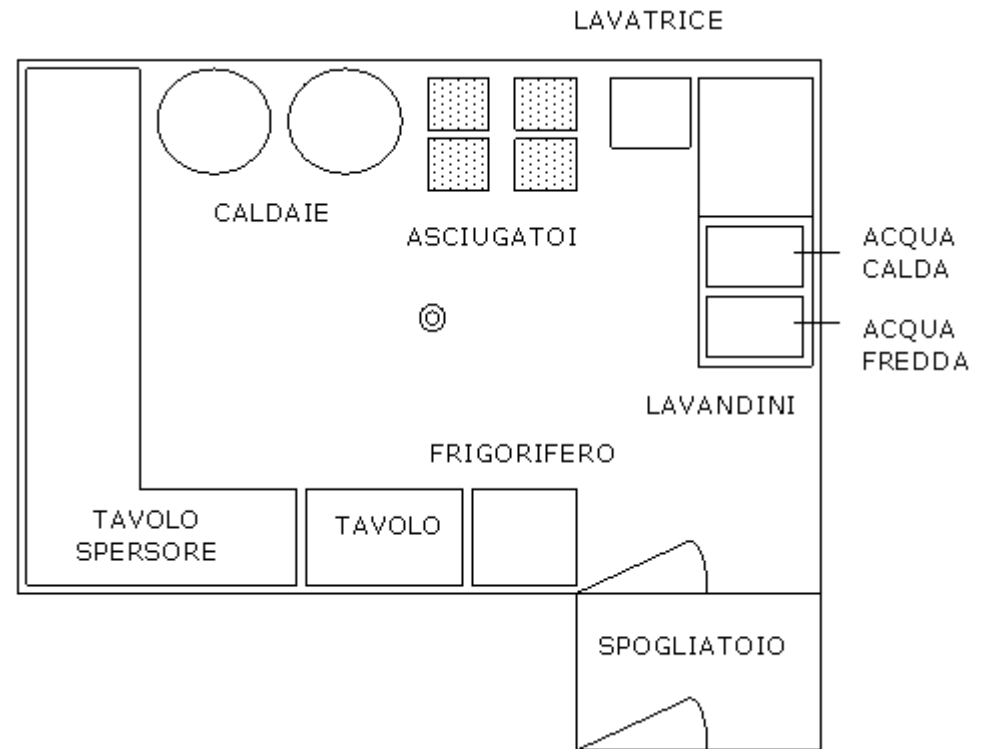 LAVATRICE
CALDAIE
ASCIUGATOI
ACQUA
CALDA
ACQUA
FREDDA
LAVANDINI
FRIGORIFERO
TAVOLO
SPERSORE
TAVOLO
SPOGLIATOIO